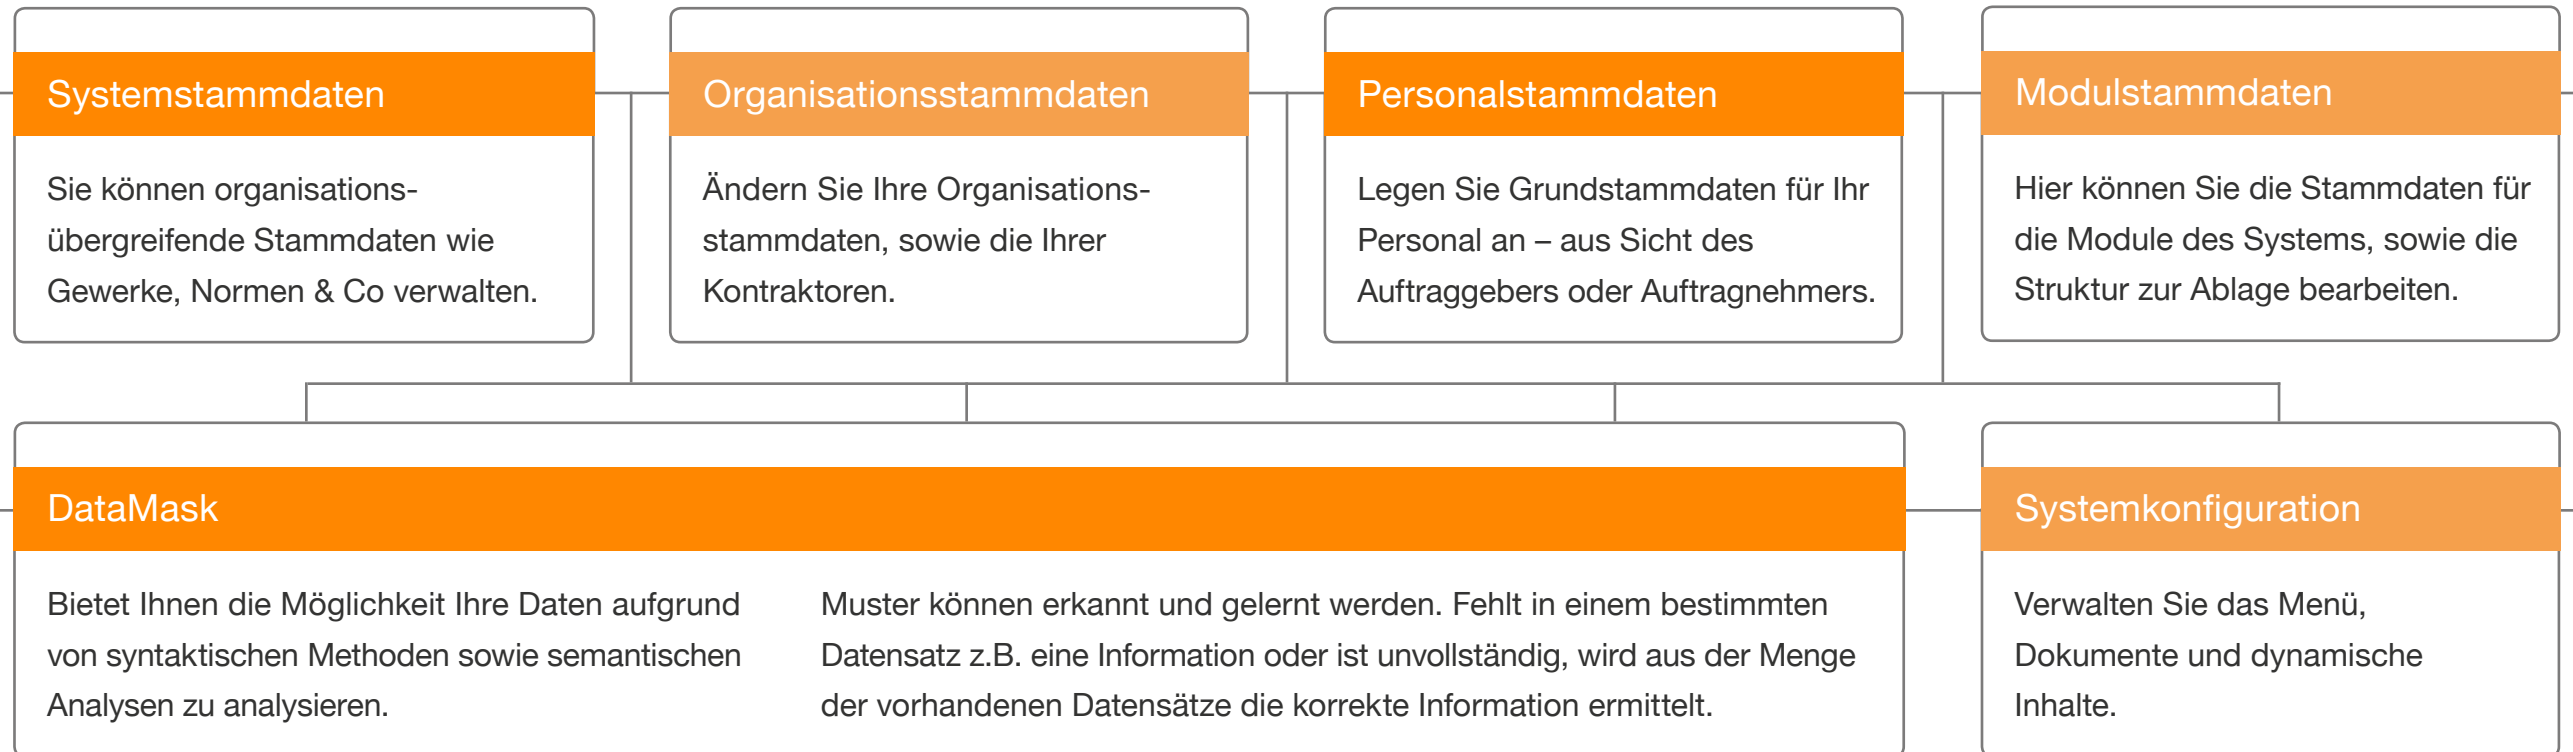 Systemstammdaten
Sie können organisations-
übergreifende Stammdaten wie
Gewerke, Normen & Co verwalten.
Organisationsstammdaten
Ändern Sie Ihre Organisations-
stammdaten, sowie die Ihrer
Kontraktoren.
Personalstammdaten
Legen Sie Grundstammdaten für Ihr
Personal an – aus Sicht des
Auftraggebers oder Auftragnehmers.
Modulstammdaten
Hier können Sie die Stammdaten für
die Module des Systems, sowie die
Struktur zur Ablage bearbeiten.
DataMask
Bietet Ihnen die Möglichkeit Ihre Daten aufgrund
von syntaktischen Methoden sowie semantischen
Analysen zu analysieren.
Muster können erkannt und gelernt werden. Fehlt in einem bestimmten
Datensatz z.B. eine Information oder ist unvollständig, wird aus der Menge
der vorhandenen Datensätze die korrekte Information ermittelt.
Systemkonfiguration
Verwalten Sie das Menü,
Dokumente und dynamische
Inhalte.